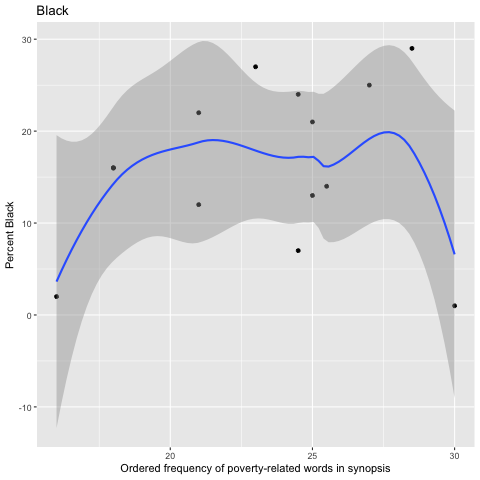 Black
30
20
10
0
-10
Percent Black
20
25
30
Ordered frequency of poverty-related words in synopsis